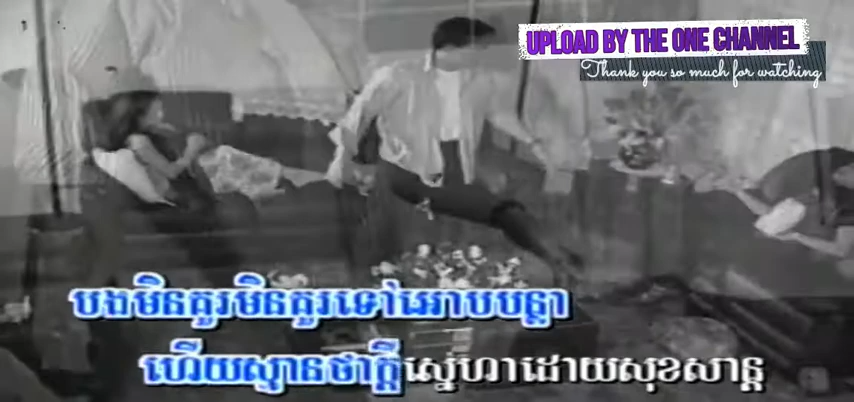 UPLOAD BY THE ONE CHANNEL
Thank you so much for watching
បងមិនគួរមិនគួរទៅអោបបន្លា
ហើយស្មានថាក្តីស្នេហាដោយសុខសាន្ត